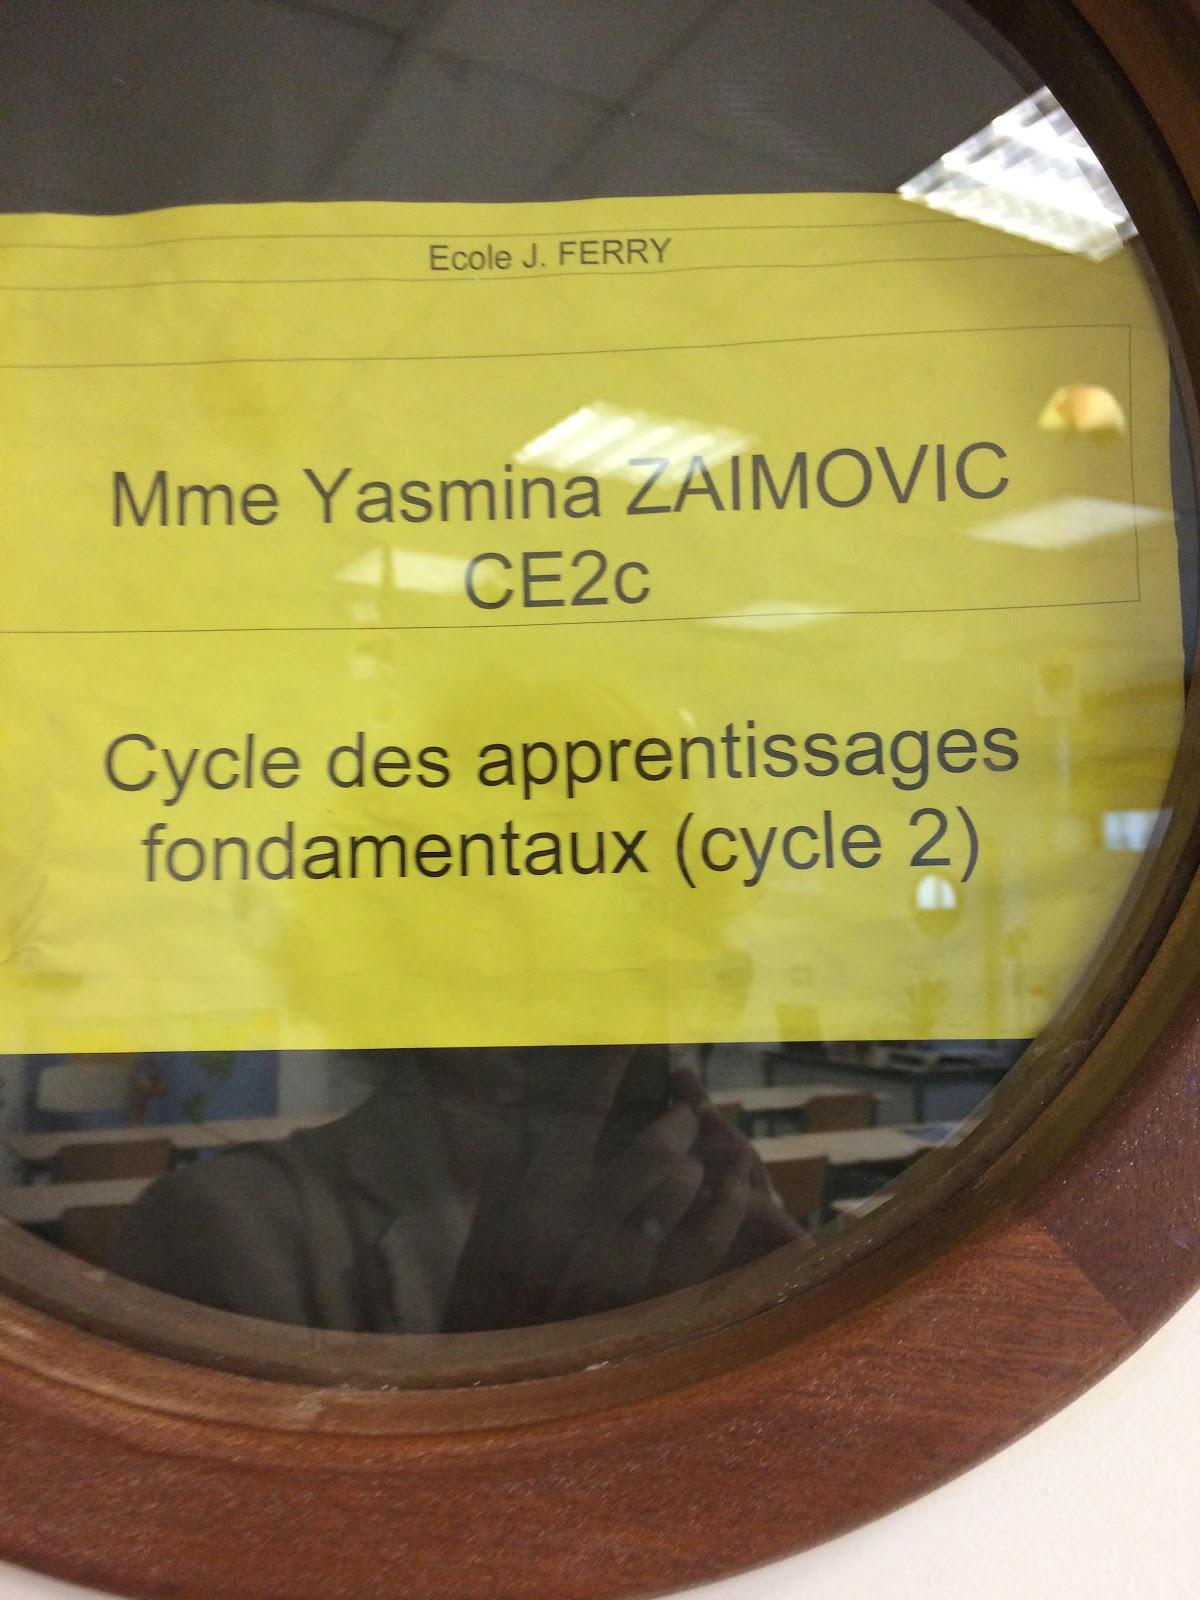 Ecole J. FERRY
Mme Yasmina ZAIMOVIC
CE2c
Cycle des apprentissages
fondamentaux (cycle 2)